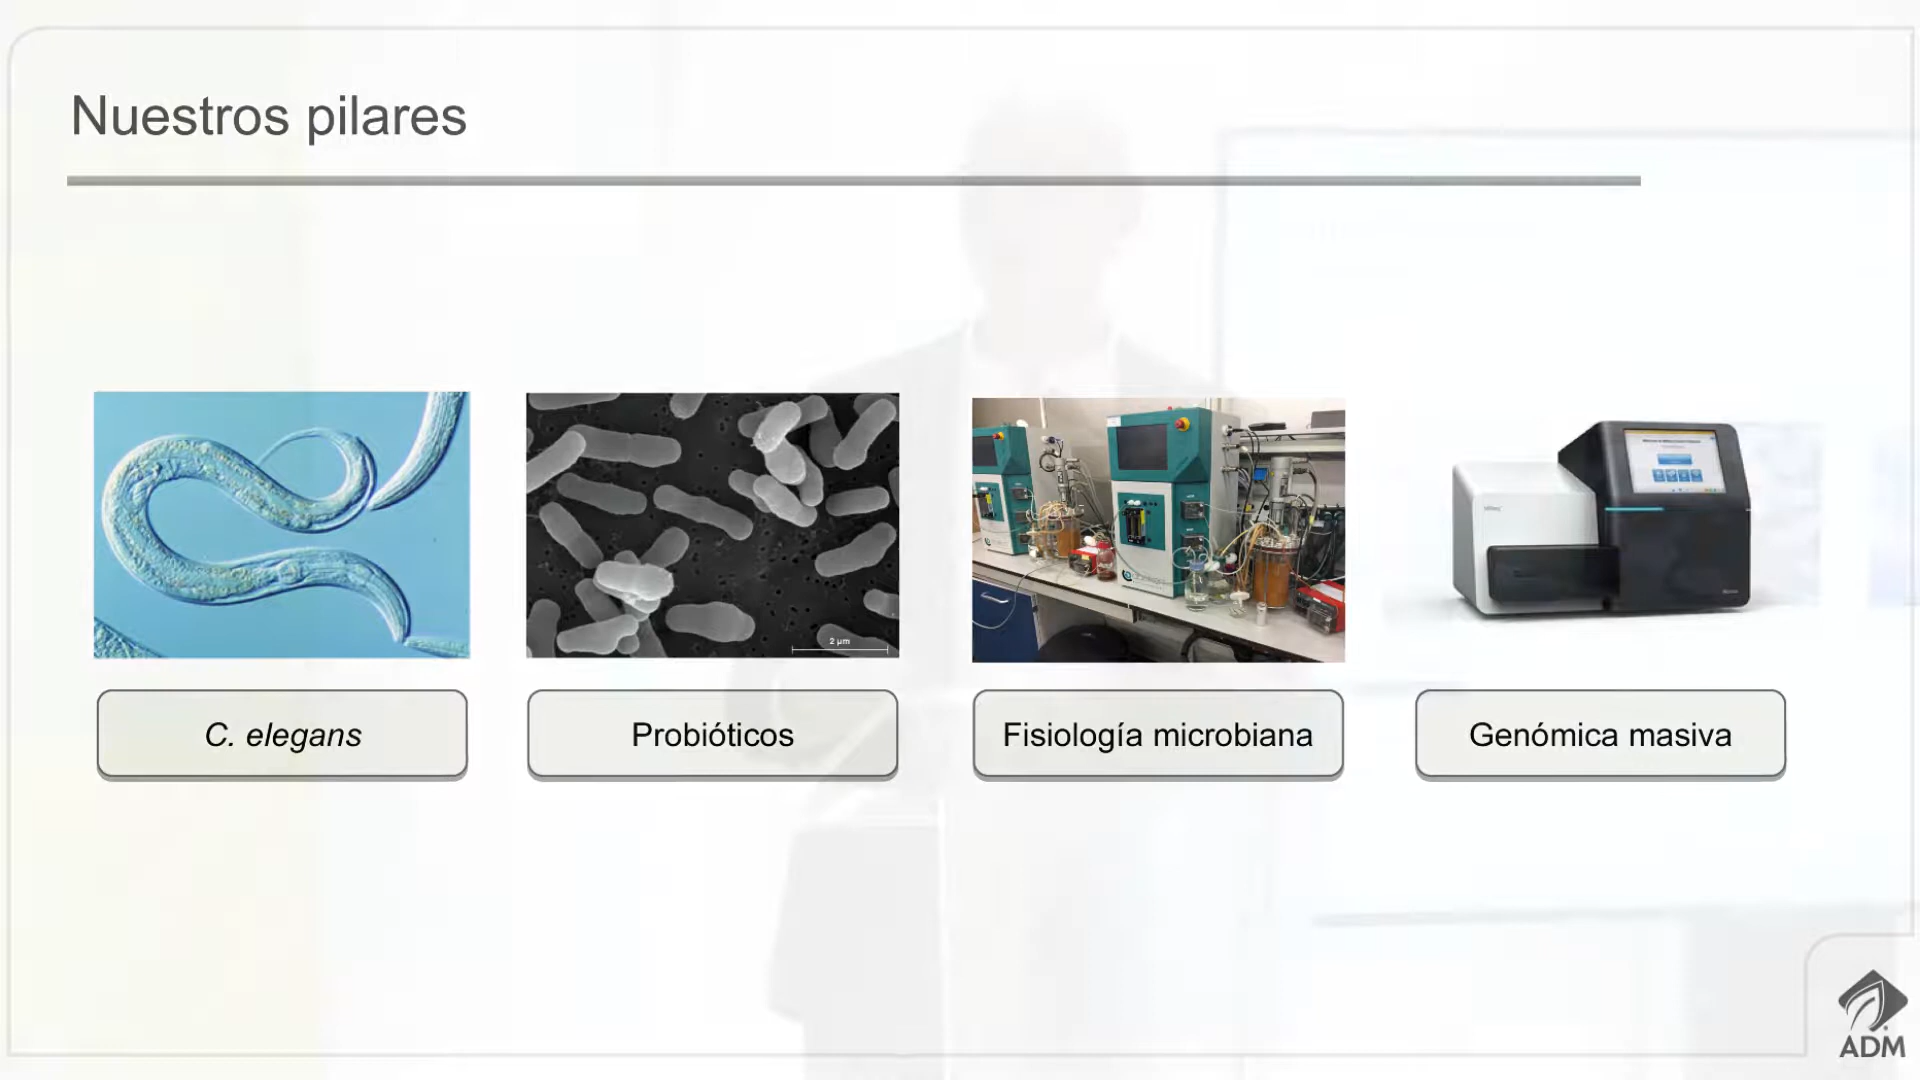 Nuestros pilares
2 µm
C. elegans
Probióticos
Fisiología microbiana
Genómica masiva
ADM